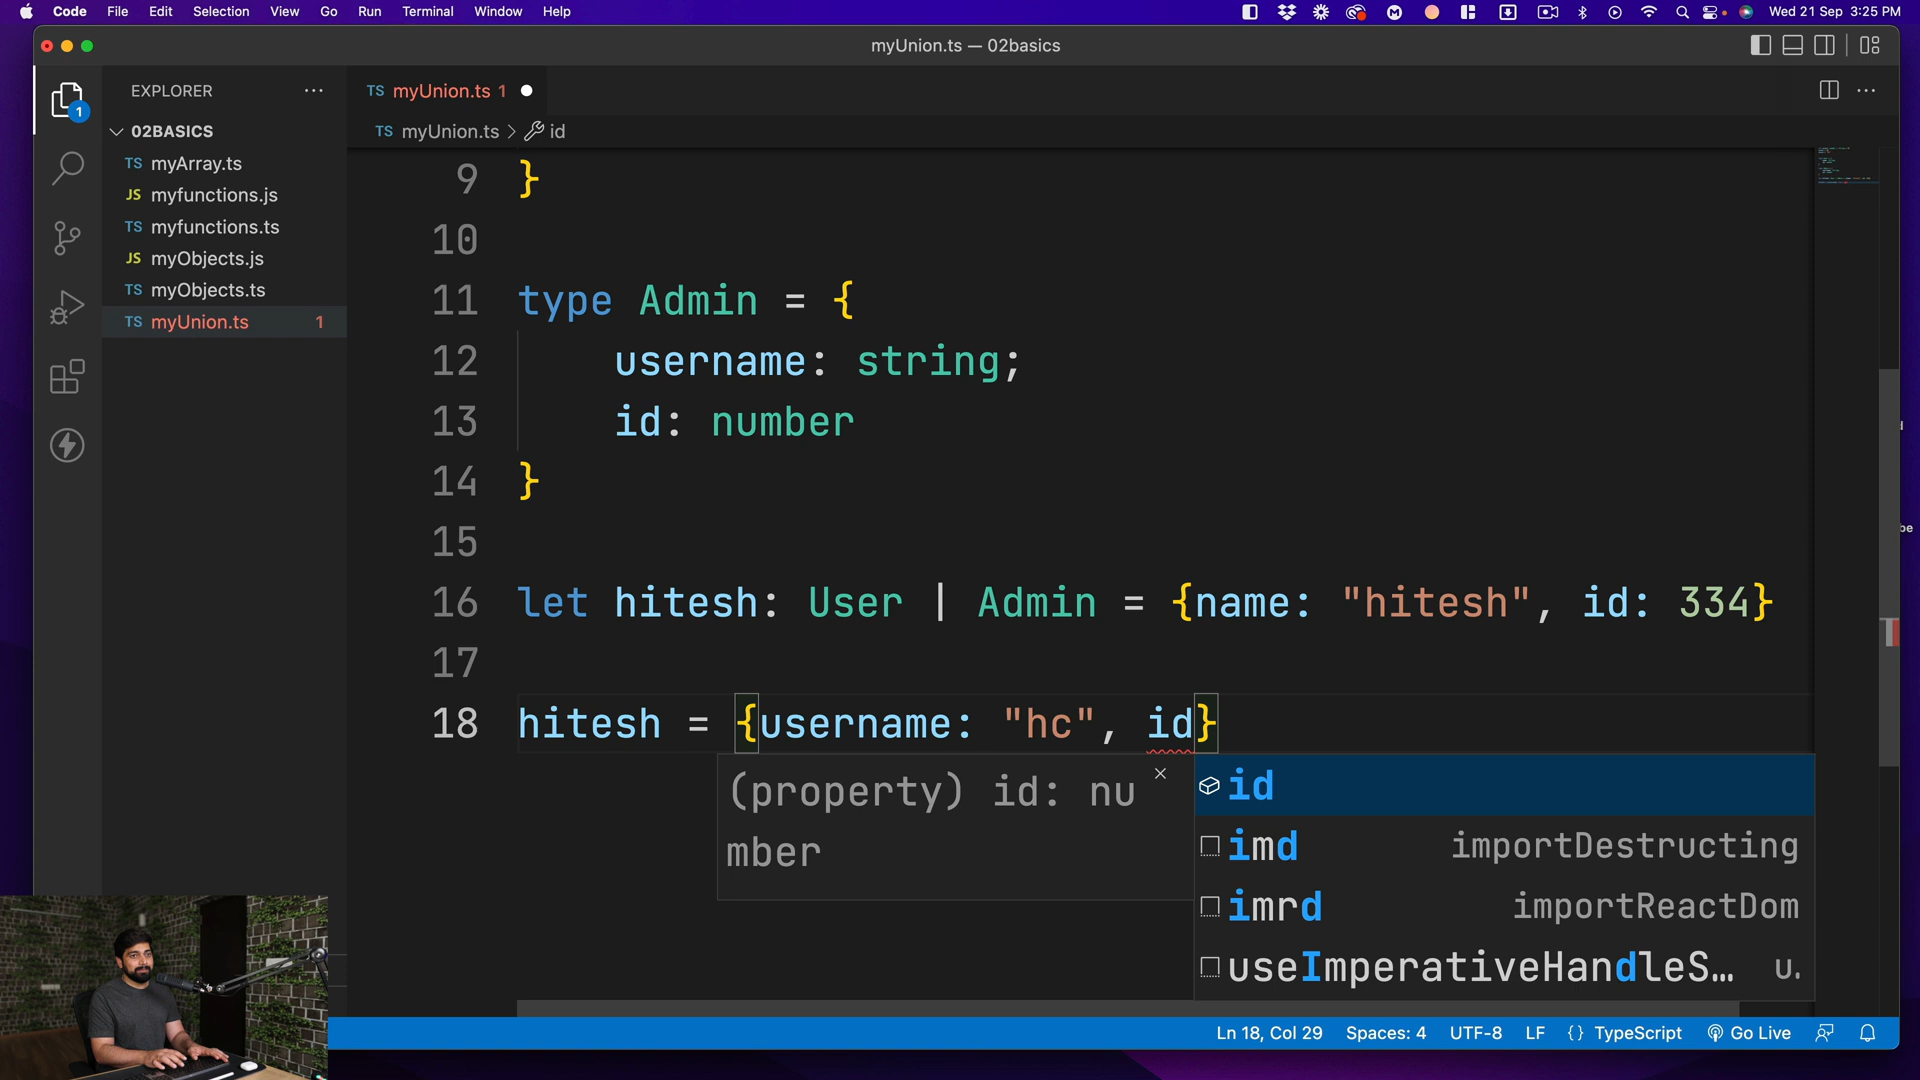 Code File Edit Selection View Go Run Terminal Window Help Wed 21 Sep 3:25 PM
myUnion.ts — 02basics
EXPLORER
TS myUnion.ts 1
1
02BASICS
TS myUnion.ts > id
TS myArray.ts
JS myfunctions.js
TS myfunctions.ts
JS myObjects.js
TS myObjects.ts
TS myUnion.ts 1
9 }
10
11 type Admin = {
12 username: string;
13 id: number
14 }
15
16 let hitesh: User | Admin = {name: "hitesh", id: 334}
17
18 hitesh = {username: "hc", id}
(property) id: nu
mber
id
imd importDestructing
imrd importReactDom
useImperativeHandleS… u.
be
Ln 18, Col 29 Spaces: 4 UTF-8 LF {} TypeScript Go Live